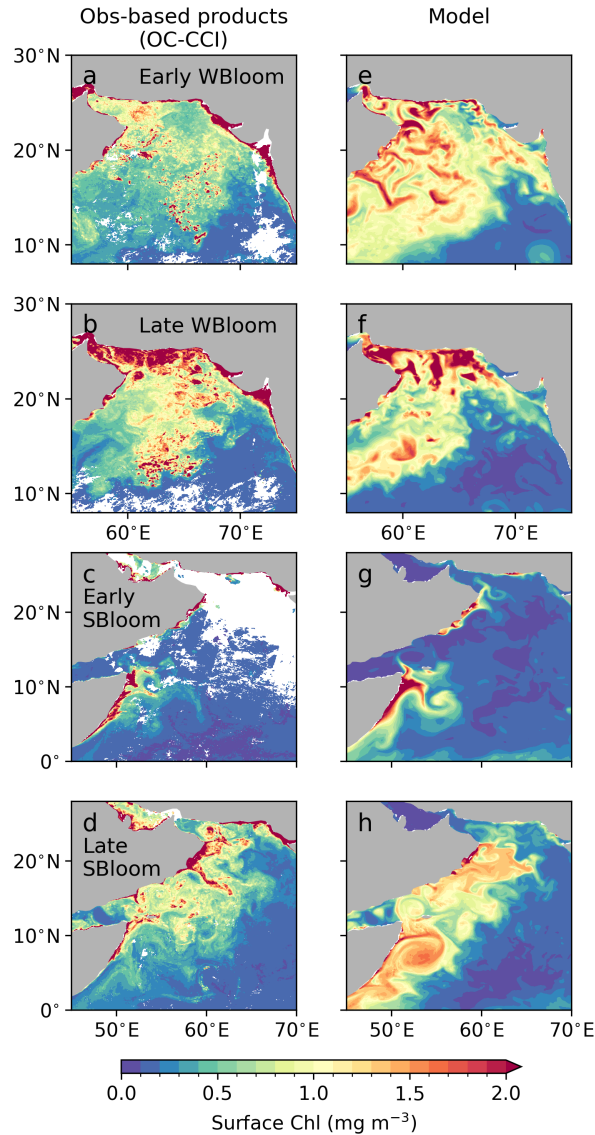 Obs-based products
(OC-CCI)
Model
30°N
20°N
10°N
a
Early WBloom
e
30°N
20°N
10°N
b
Late WBloom
f
60°E
70°E
60°E
70°E
20°N
10°N
0°
c
Early
SBloom
g
20°N
10°N
0°
d
Late
SBloom
h
50°E
60°E
70°E
50°E
60°E
70°E
0.0
0.5
1.0
1.5
2.0
Surface Chl (mg m⁻³)